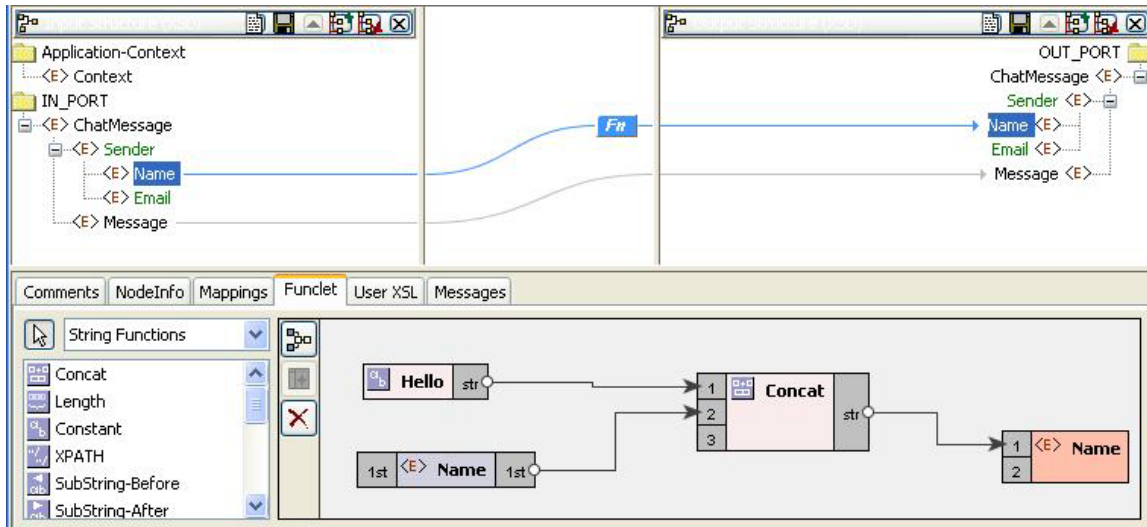 Application-Context
<E> Context
IN_PORT
<E> ChatMessage
<E> Sender
<E> Name
<E> Email
<E> Message
Fn
OUT_PORT
ChatMessage <E>
Sender <E>
Name <E>
Email <E>
Message <E>
Comments NodeInfo Mappings Funclet User XSL Messages
String Functions
Concat
Length
Constant
XPATH
SubString-Before
SubString-After
Hello str
1st <E> Name 1st
1 Concat
2 str
3
1 <E> Name
2